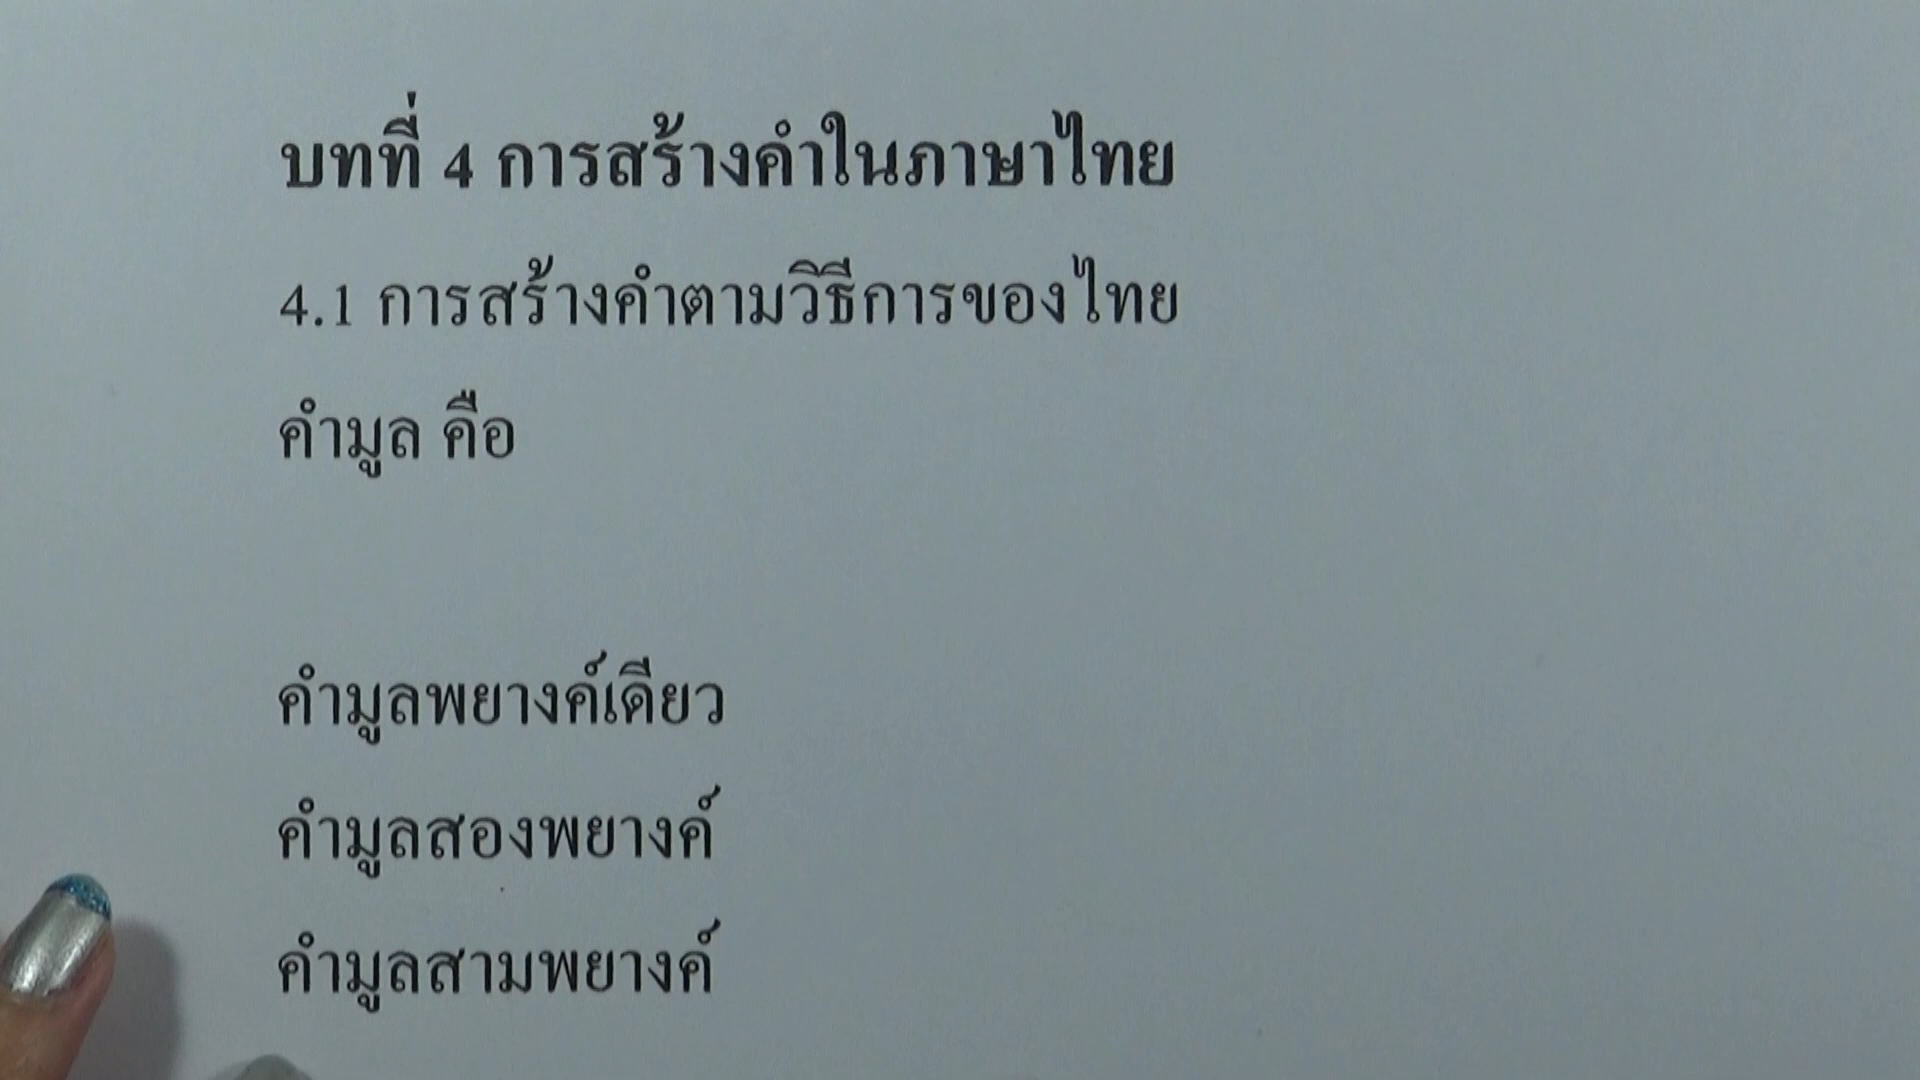 บทที่ 4 การสร้างคำในภาษาไทย
4.1 การสร้างคำตามวิธีการของไทย
คำมูล คือ
คำมูลพยางค์เดียว
คำมูลสองพยางค์
คำมูลสามพยางค์